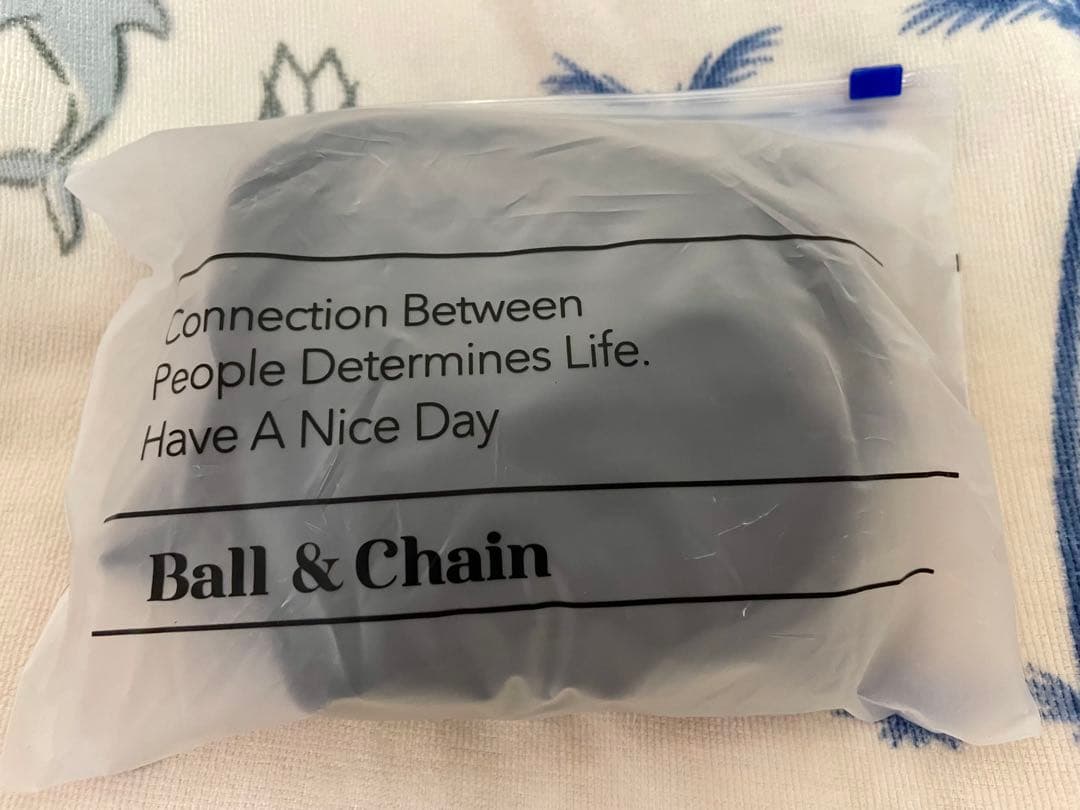 Connection Between
People Determines Life.
Have A Nice Day
Ball & Chain